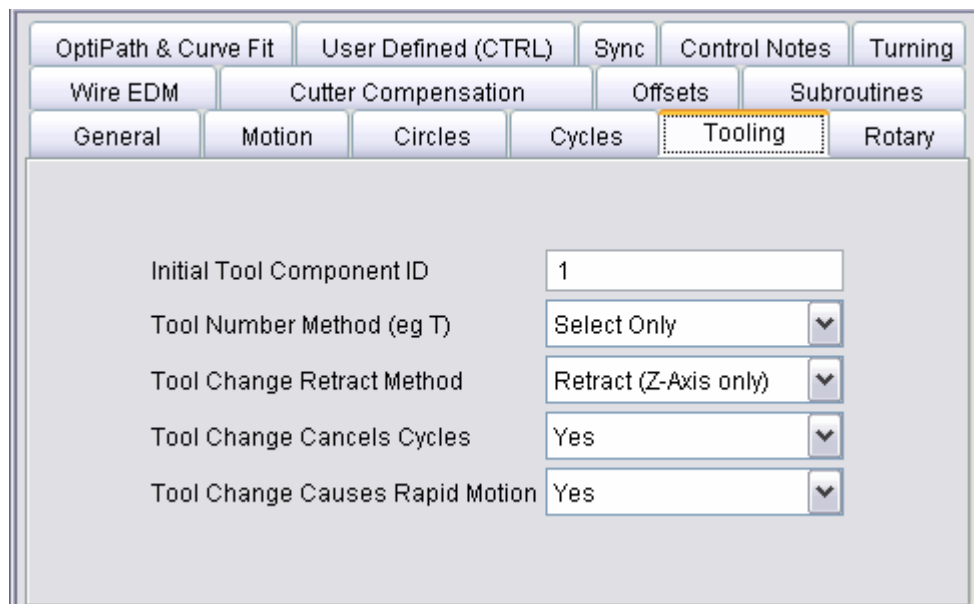 OptiPath & Curve Fit User Defined (CTRL) Sync Control Notes Turning
Wire EDM Cutter Compensation Offsets Subroutines
General Motion Circles Cycles Tooling Rotary
Initial Tool Component ID 1
Tool Number Method (eg T) Select Only
Tool Change Retract Method Retract (Z-Axis only)
Tool Change Cancels Cycles Yes
Tool Change Causes Rapid Motion Yes